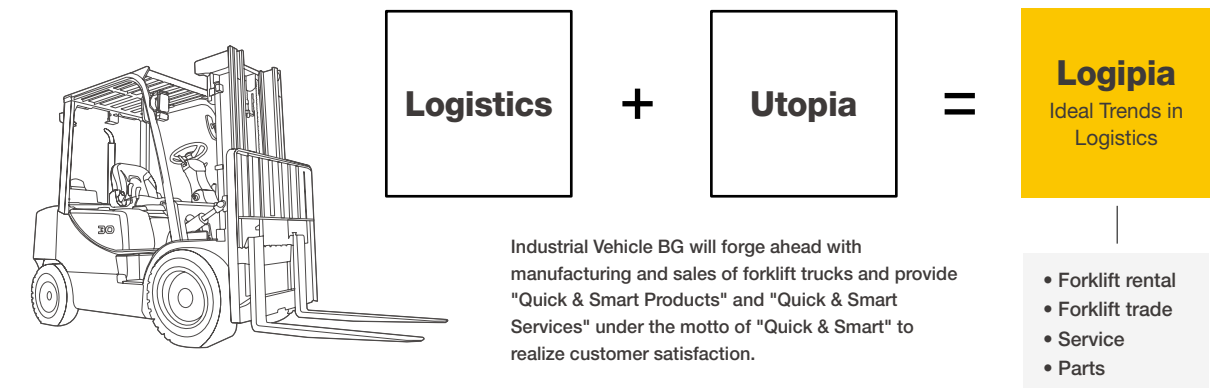 Logistics
+
Utopia
=
Logipia
Ideal Trends in
Logistics
30
Industrial Vehicle BG will forge ahead with
manufacturing and sales of forklift trucks and provide
"Quick & Smart Products" and "Quick & Smart
Services" under the motto of "Quick & Smart" to
realize customer satisfaction.
• Forklift rental
• Forklift trade
• Service
• Parts